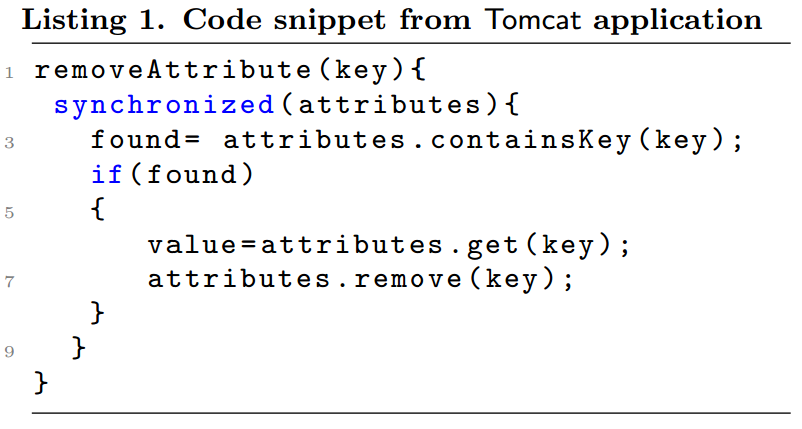 Listing 1. Code snippet from Tomcat application
1 removeAttribute(key){
synchronized(attributes){
3 found= attributes.containsKey(key);
if(found)
5 {
value=attributes.get(key);
7 attributes.remove(key);
}
9 }
}